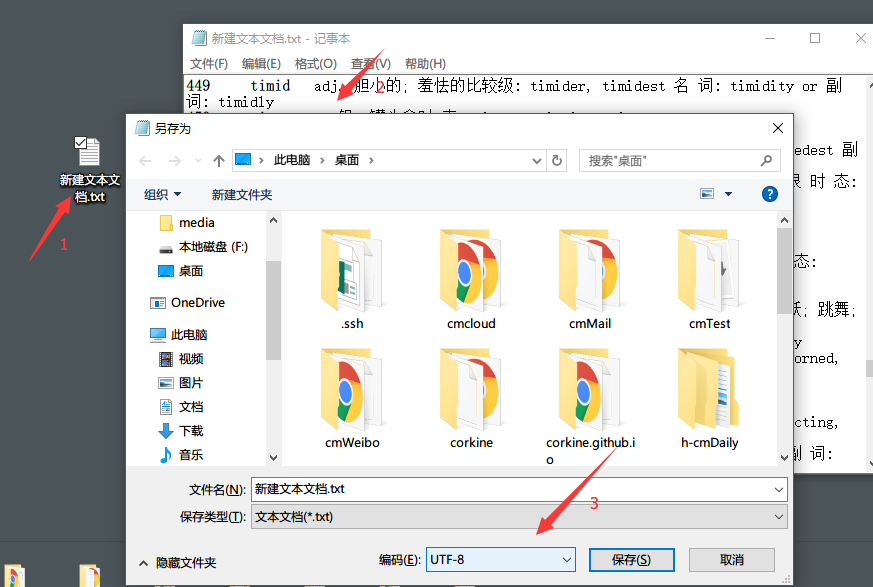 新建文本文档.txt - 记事本
文件(F) 编辑(E) 格式(O) 查看(V) 帮助(H)
449 timid adj. 胆小的; 羞怯的比较级: timider, timidest 名 词: timidity or 副
词: timidly
2
另存为
edest 副
此电脑 桌面
搜索"桌面"
时 态:
组织 新建文件夹
新建文本文档.txt
1
media
本地磁盘 (F:)
桌面
OneDrive
此电脑
视频
图片
文档
下载
音乐
.ssh cmcloud cmMail cmTest
cmWeibo corkine corkine.github.io h-cmDaily
态:
跳舞;
orned,
cting,
副 词:
文件名(N): 新建文本文档.txt
保存类型(T): 文本文档(*.txt)
3
隐藏文件夹 编码(E): UTF-8 保存(S) 取消